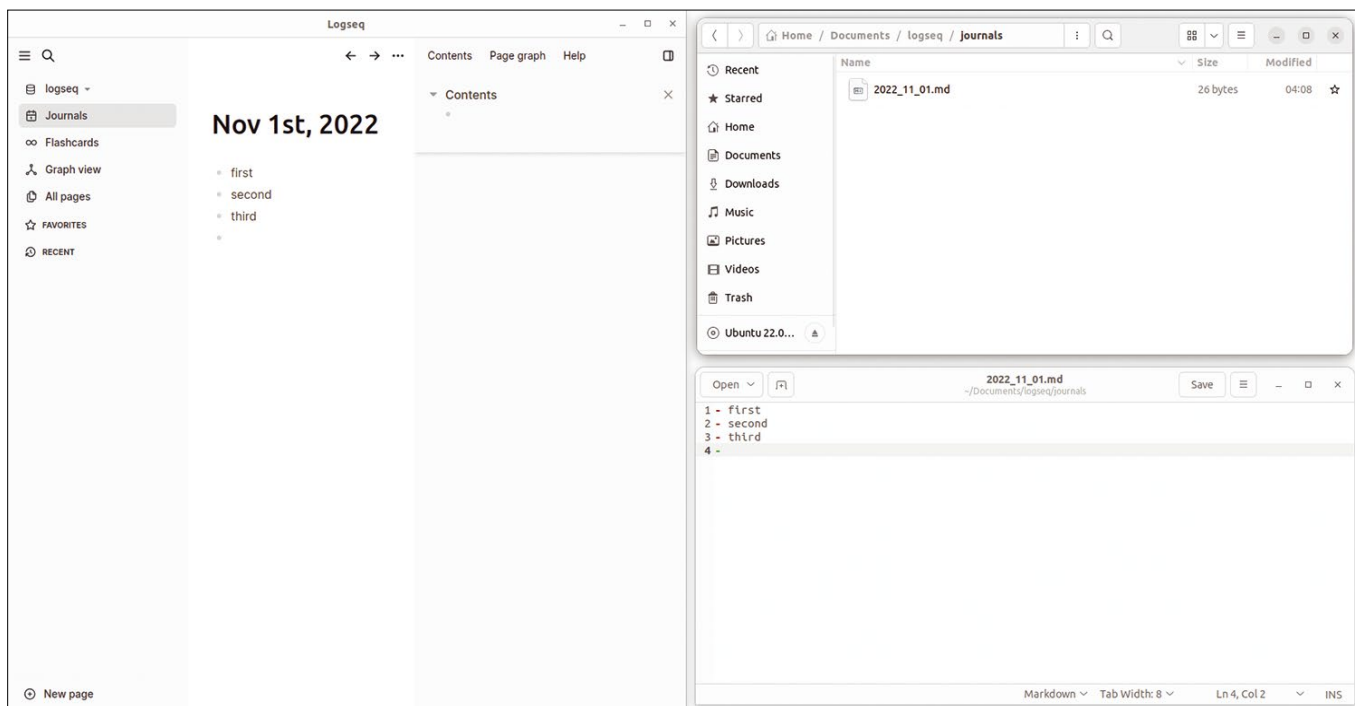 Logseq
Contents Page graph Help
logseq
Journals
Flashcards
Graph view
All pages
FAVORITES
RECENT
New page
Nov 1st, 2022
first
second
third
Contents
Home / Documents / logseq / journals
Recent
Starred
Home
Documents
Downloads
Music
Pictures
Videos
Trash
Ubuntu 22.0...
Name Size Modified
2022_11_01.md 26 bytes 04:08
Open 2022_11_01.md Save
~/Documents/logseq/journals
1 - first
2 - second
3 - third
4 -
Markdown Tab Width: 8 Ln 4, Col 2 INS